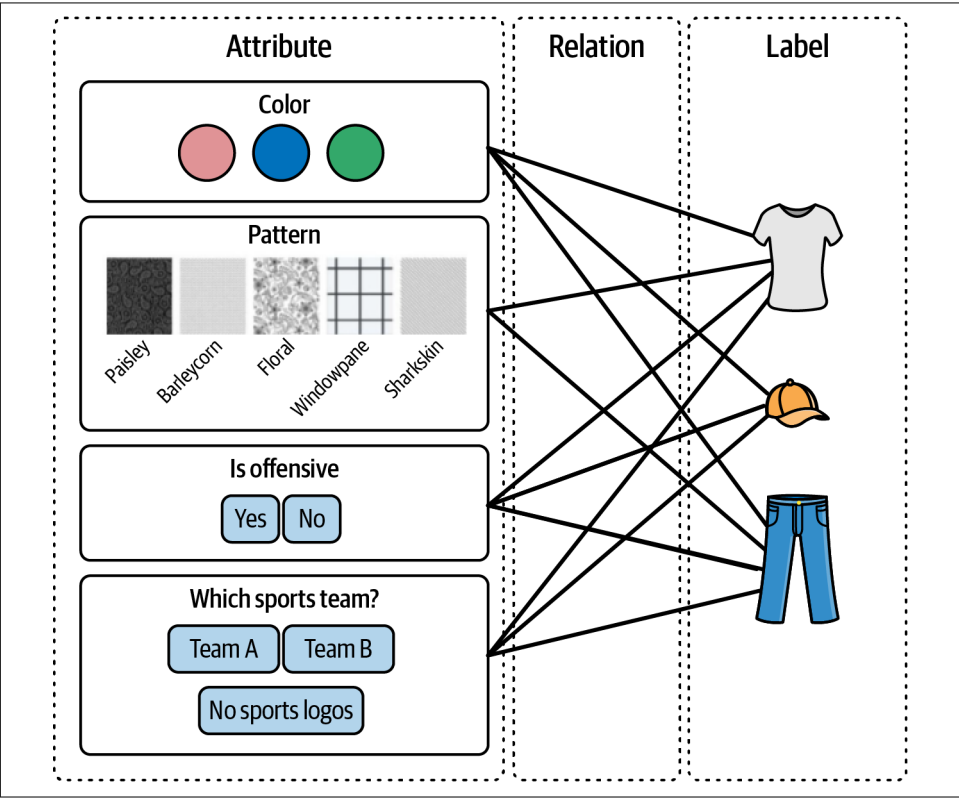 Attribute
Relation
Label
Color
Pattern
Paisley
Barleycorn
Floral
Windowpane
Sharkskin
Is offensive
Yes
No
Which sports team?
Team A
Team B
No sports logos